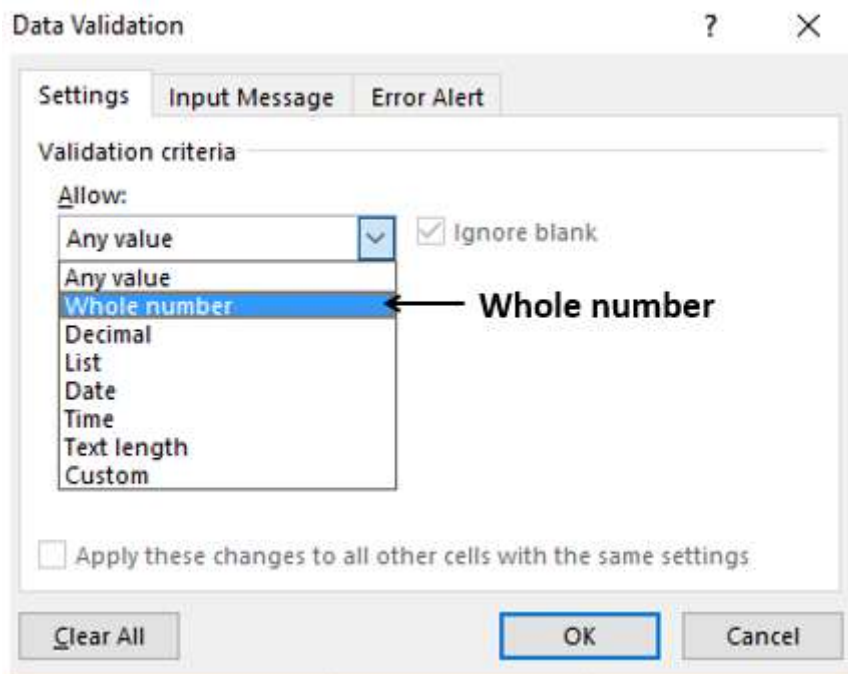 Data Validation ? ×
Settings Input Message Error Alert
Validation criteria
Allow:
Any value Ignore blank
Any value
Whole number Whole number
Decimal
List
Date
Time
Text length
Custom
Apply these changes to all other cells with the same settings
Clear All OK Cancel